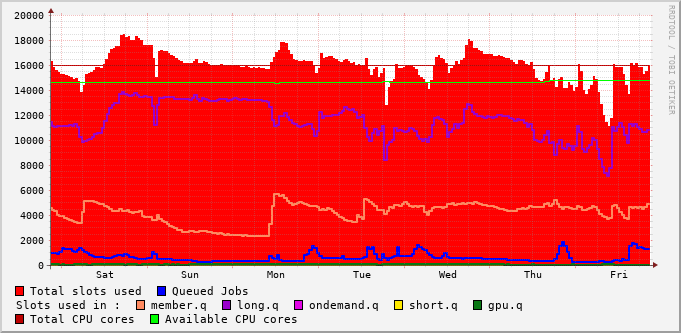 20000
18000
16000
14000
12000
10000
8000
6000
4000
2000
0
Sat Sun Mon Tue Wed Thu Fri
RRDTOOL / TOBI OETIKER
Total slots used Queued Jobs
Slots used in : member.q long.q ondemand.q short.q gpu.q
Total CPU cores Available CPU cores